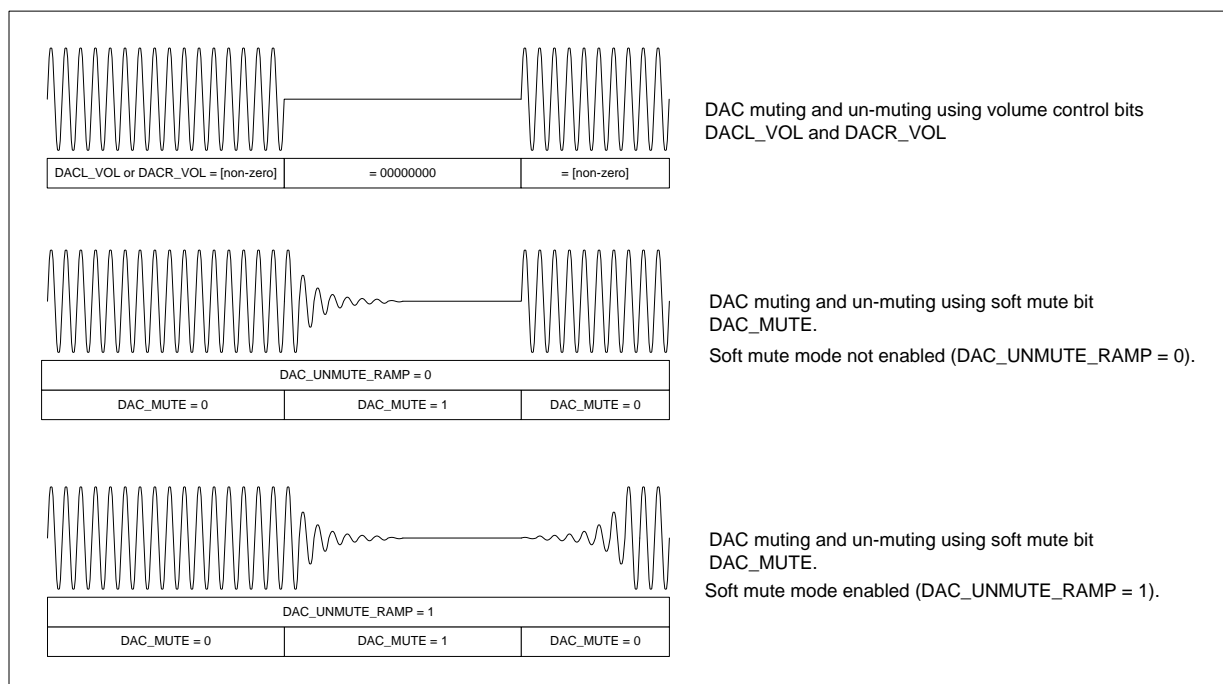 DAC muting and un-muting using volume control bits
DACL_VOL and DACR_VOL
DACL_VOL or DACR_VOL = [non-zero]
= 00000000
= [non-zero]
DAC muting and un-muting using soft mute bit
DAC_MUTE.
Soft mute mode not enabled (DAC_UNMUTE_RAMP = 0).
DAC_UNMUTE_RAMP = 0
DAC_MUTE = 0
DAC_MUTE = 1
DAC_MUTE = 0
DAC muting and un-muting using soft mute bit
DAC_MUTE.
Soft mute mode enabled (DAC_UNMUTE_RAMP = 1).
DAC_UNMUTE_RAMP = 1
DAC_MUTE = 0
DAC_MUTE = 1
DAC_MUTE = 0